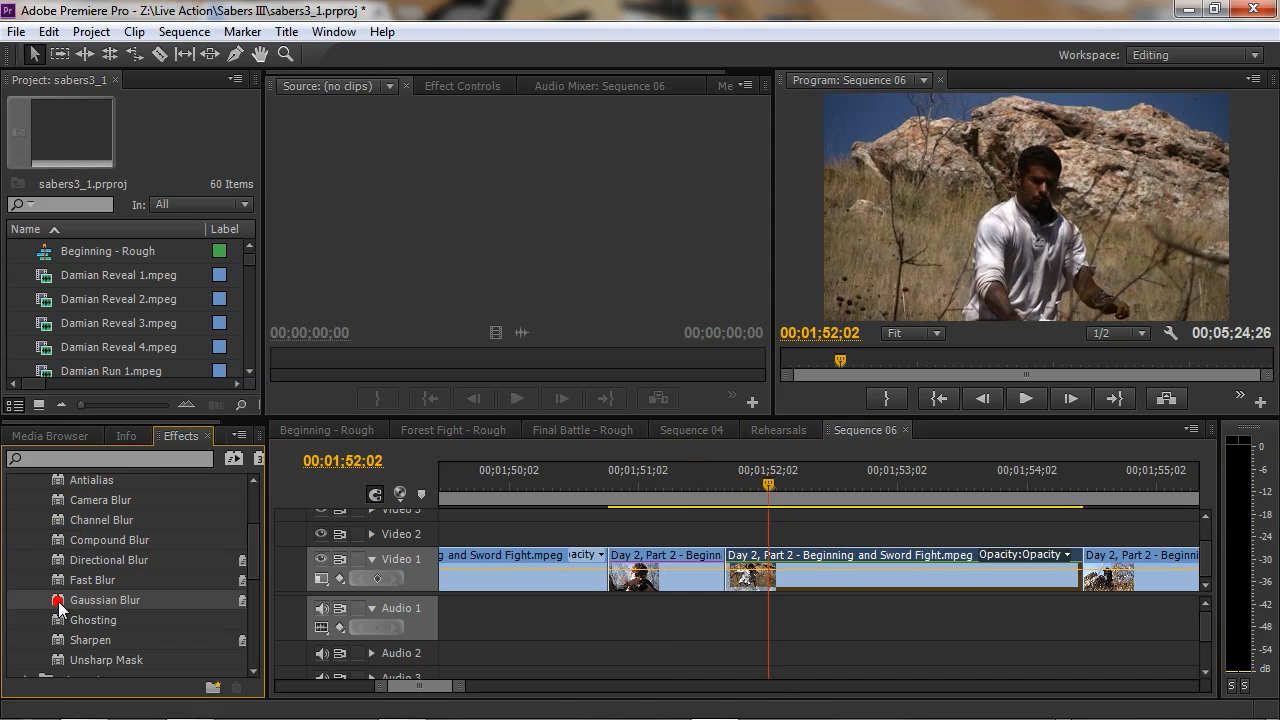 Adobe Premiere Pro - Z:\Live Action\Sabers III\sabers3_1.prproj *
File Edit Project Clip Sequence Marker Title Window Help
Workspace: Editing
Project: sabers3_1
Source: (no clips) Effect Controls Audio Mixer: Sequence 06 Me
Program: Sequence 06
sabers3_1.prproj 60 Items
In: All
Name Label
Beginning - Rough
Damian Reveal 1.mpeg
Damian Reveal 2.mpeg
Damian Reveal 3.mpeg
Damian Reveal 4.mpeg
Damian Run 1.mpeg
00;00;00;00 00;00;00;00
00;01;52;02 Fit 1/2 00;05;24;26
Media Browser Info Effects
Antialias
Camera Blur
Channel Blur
Compound Blur
Directional Blur
Fast Blur
Gaussian Blur
Ghosting
Sharpen
Unsharp Mask
Beginning - Rough Forest Fight - Rough Final Battle - Rough Sequence 04 Rehearsals Sequence 06
00;01;52;02
00;01;50;02 00;01;51;02 00;01;52;02 00;01;53;02 00;01;54;02 00;01;55;02
Video 3
Video 2
Video 1
g and Sword Fight.mpeg acity Day 2, Part 2 - Beginn Day 2, Part 2 - Beginning and Sword Fight.mpeg Opacity:Opacity Day 2, Part 2 - Beginni
Audio 1
Audio 2
Audio 3
0
-6
-12
-18
-24
-30
-36
-42
-48
-54
dB
S S